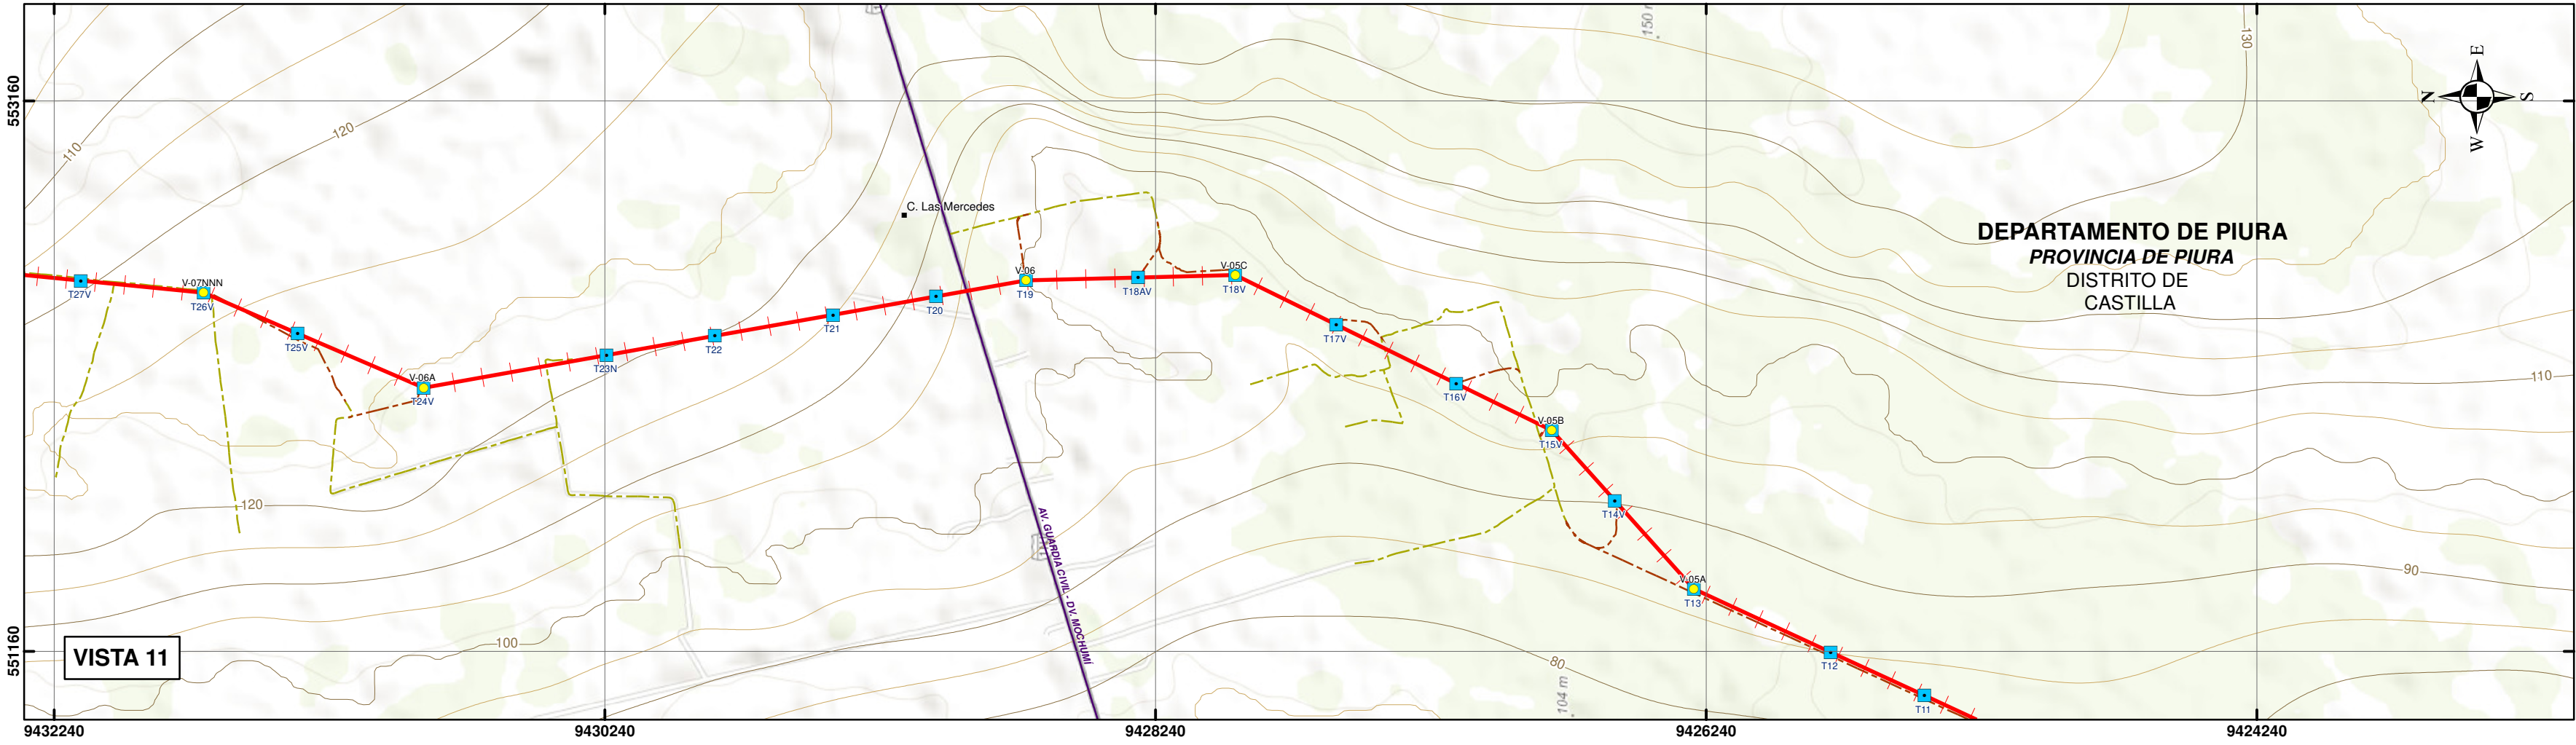 150 m
130
E
N
S
W
553160
120
110
C. Las Mercedes
DEPARTAMENTO DE PIURA
PROVINCIA DE PIURA
DISTRITO DE
CASTILLA
V-07NNN
T27V
T26V
T25V
V-06A
T24V
T23N
T22
T21
T20
V-06
T19
T18AV
V-05C
T18V
T17V
T16V
110
V-05B
T15V
120
T14V
AV. GUARDIA CIVIL - DV. MOCHUMÍ
V-05A
T13
90
100
551160
VISTA 11
80
104 m
T12
T11
9432240
9430240
9428240
9426240
9424240